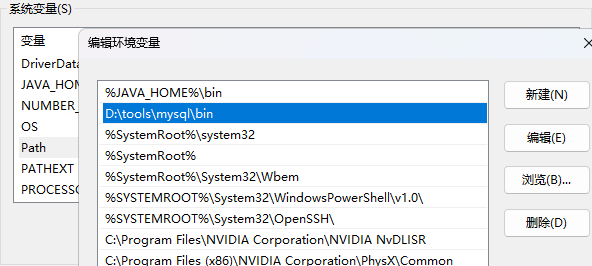 系统变量(S)
变量
DriverData
JAVA_HOM
NUMBER_
OS
Path
PATHEXT
PROCESSO
编辑环境变量
%JAVA_HOME%\bin
D:\tools\mysql\bin
%SystemRoot%\system32
%SystemRoot%
%SystemRoot%\System32\Wbem
%SYSTEMROOT%\System32\WindowsPowerShell\v1.0\
%SYSTEMROOT%\System32\OpenSSH\
C:\Program Files\NVIDIA Corporation\NVIDIA NvDLISR
C:\Program Files (x86)\NVIDIA Corporation\PhysX\Common
新建(N)
编辑(E)
浏览(B)...
删除(D)